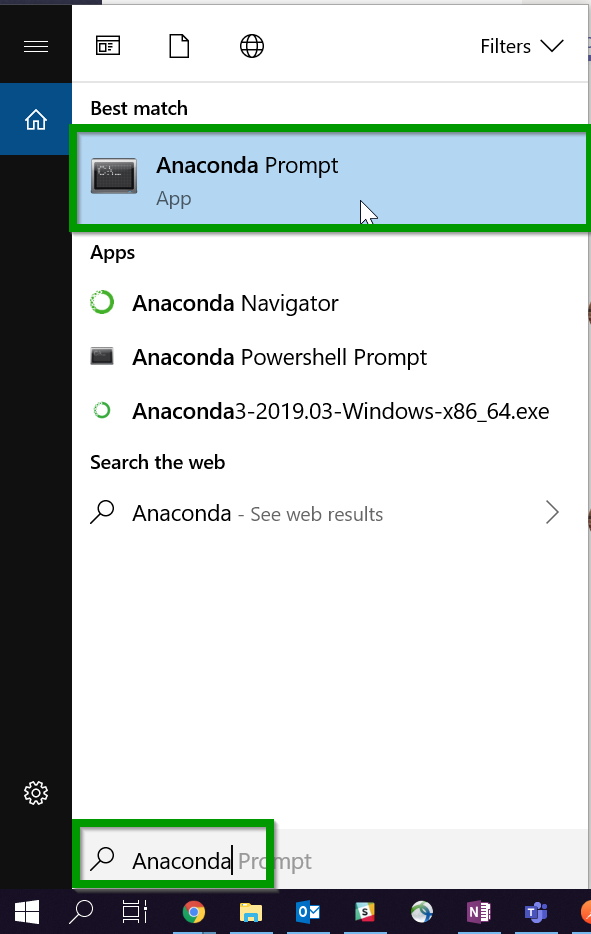 Filters
Best match
Anaconda Prompt
App
Apps
Anaconda Navigator
Anaconda Powershell Prompt
Anaconda3-2019.03-Windows-x86_64.exe
Search the web
Anaconda - See web results
Anaconda Prompt